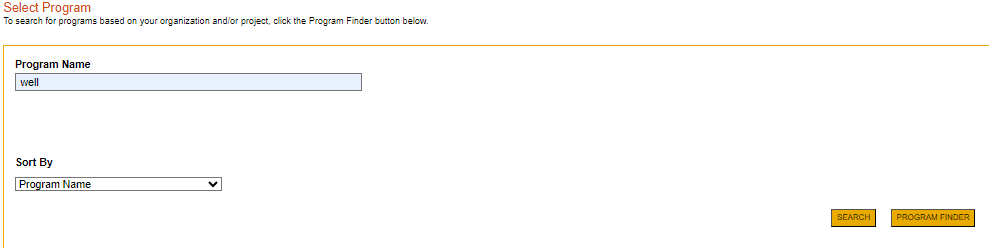 Select Program
To search for programs based on your organization and/or project, click the Program Finder button below.
Program Name
well
Sort By
Program Name
SEARCH
PROGRAM FINDER